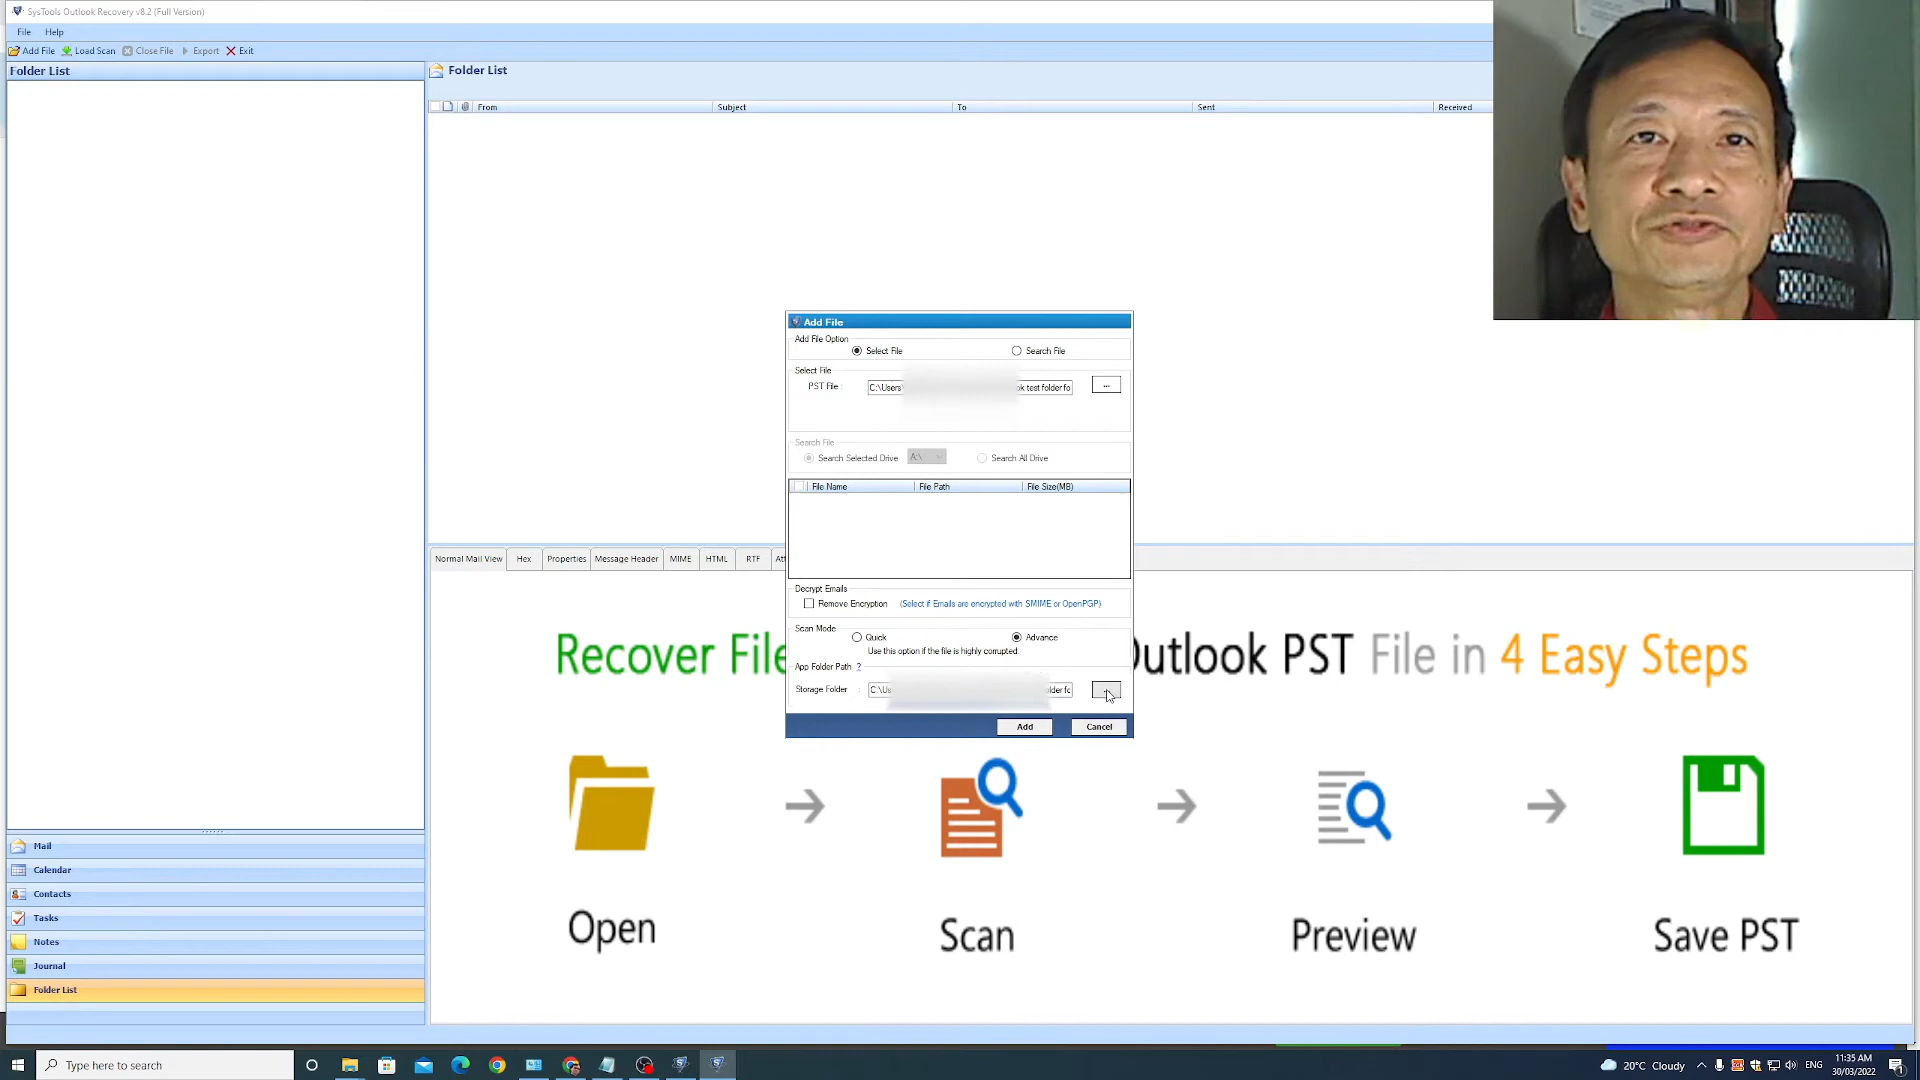 SysTools Outlook Recovery v8.2 (Full Version)
File Help
Add File Load Scan Close File Export Exit
Folder List
Folder List
From Subject To Sent Received
Add File
Add File Option
Select File Search File
Select File
PST File : C:\Users\ ok test folder fo ...
Search File
Search Selected Drive A:\ Search All Drive
File Name File Path File Size(MB)
Normal Mail View Hex Properties Message Header MIME HTML RTF
Decrypt Emails
Remove Encryption (Select if Emails are encrypted with SMIME or OpenPGP)
Scan Mode
Quick Advance
Use this option if the file is highly corrupted.
Recover Outlook PST File in 4 Easy Steps
App Folder Path ?
Storage Folder :
Add Cancel
Mail
Calendar
Contacts
Tasks
Notes
Journal
Folder List
Open Scan Preview Save PST
Type here to search
20°C Cloudy ENG 11:35 AM
30/03/2022